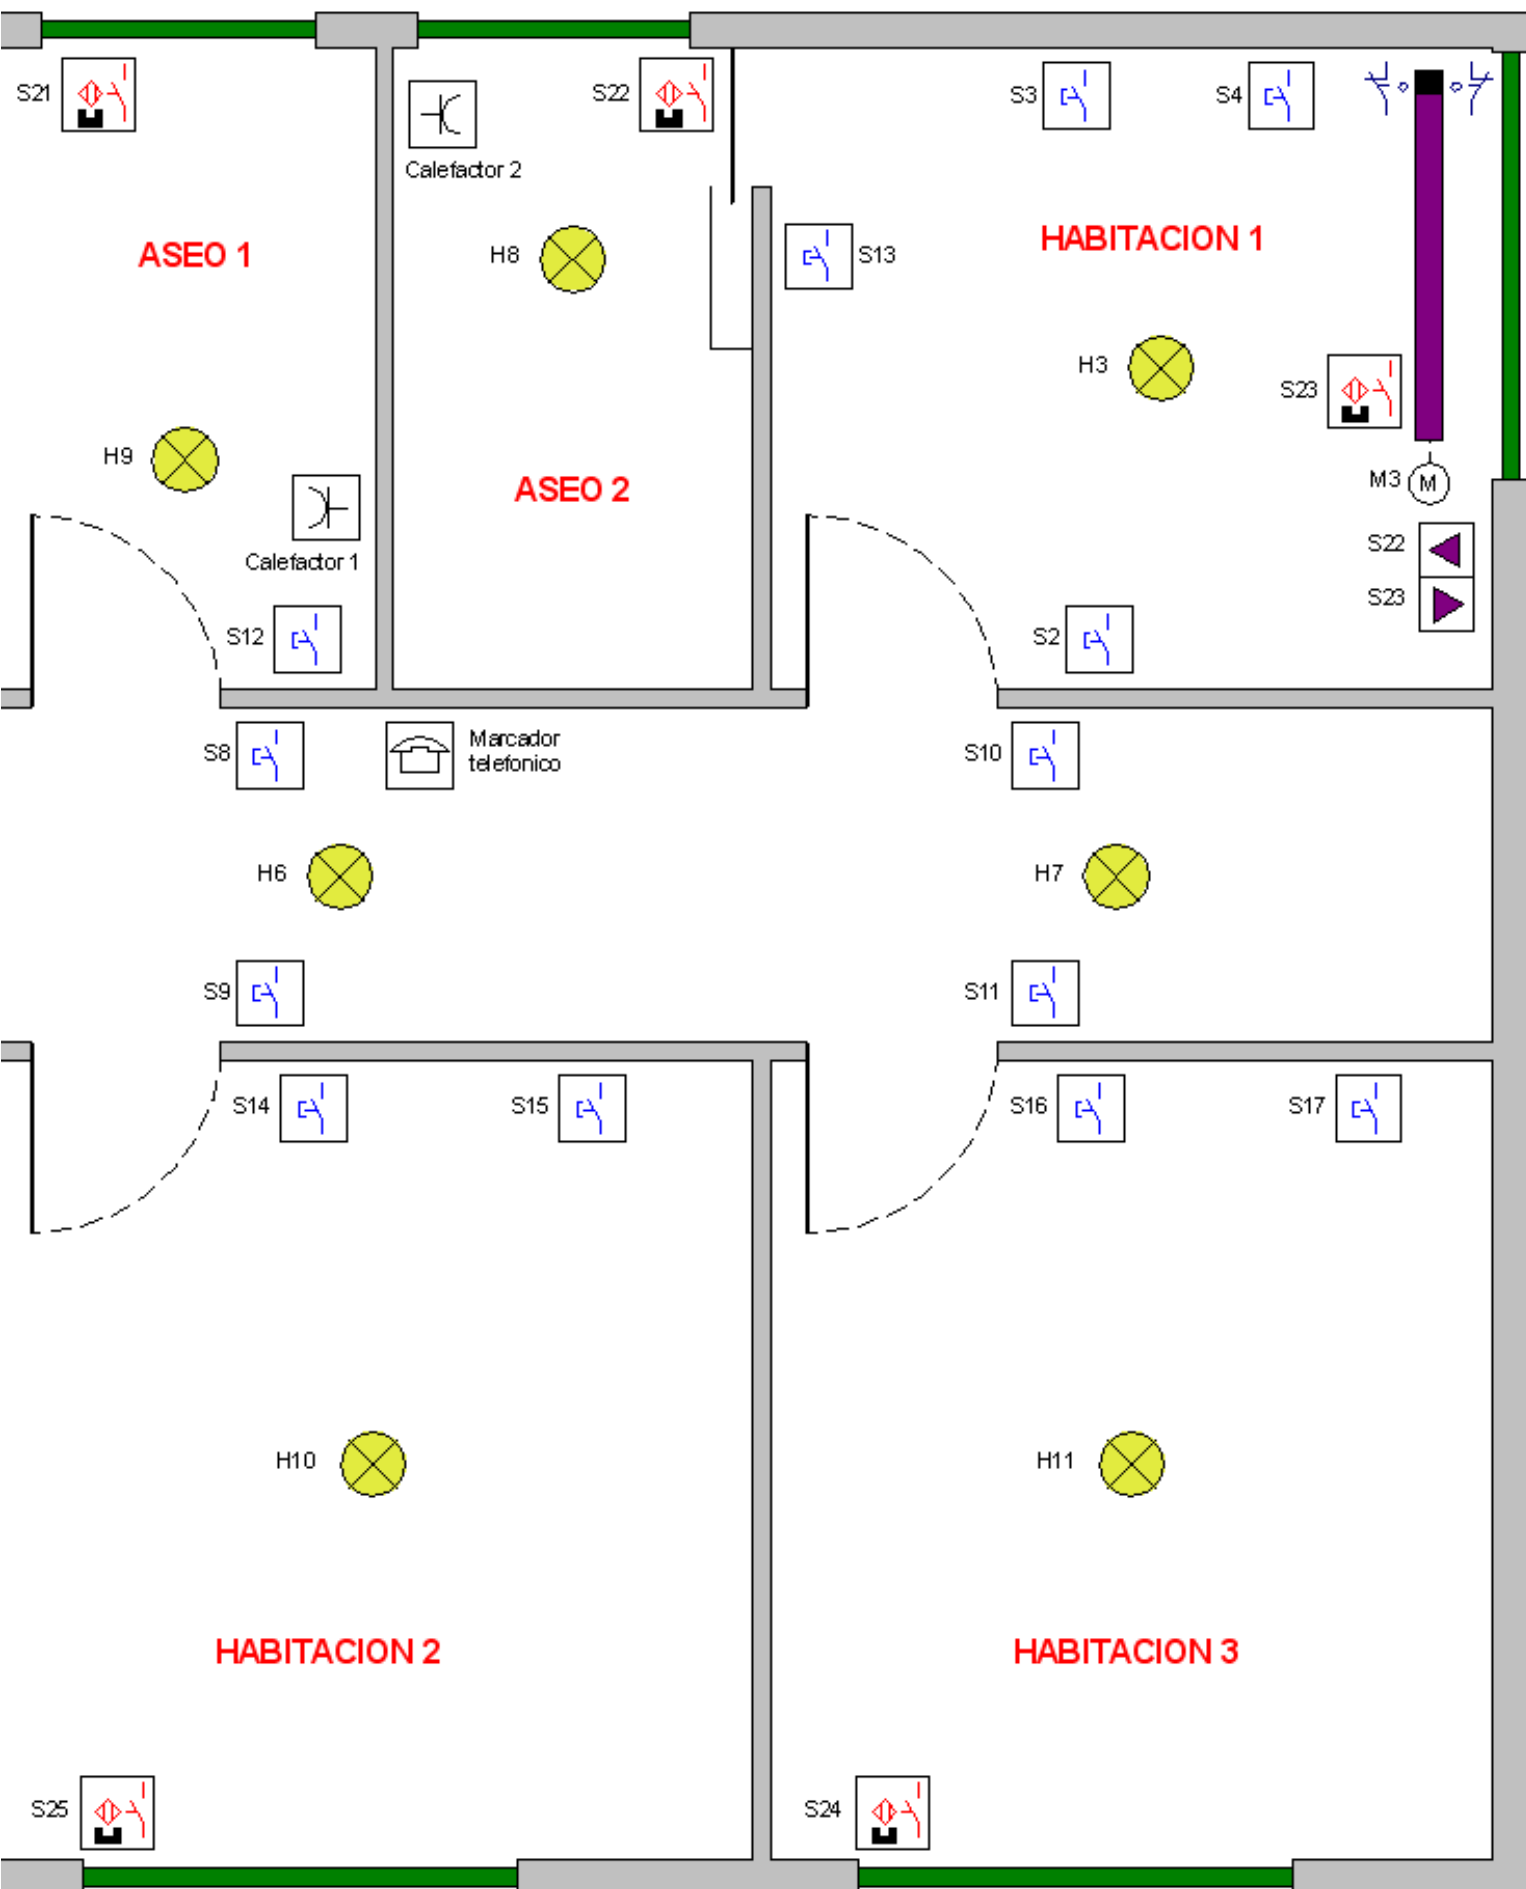 S21
S22
S3
S4
Calefactor 2
ASEO 1
H8
S13
HABITACION 1
H3
S23
H9
ASEO 2
M3
M
S22
Calefactor 1
S23
S12
S2
S8
Marcador
telefonico
S10
H6
H7
S9
S11
S14
S15
S16
S17
H10
H11
HABITACION 2
HABITACION 3
S25
S24